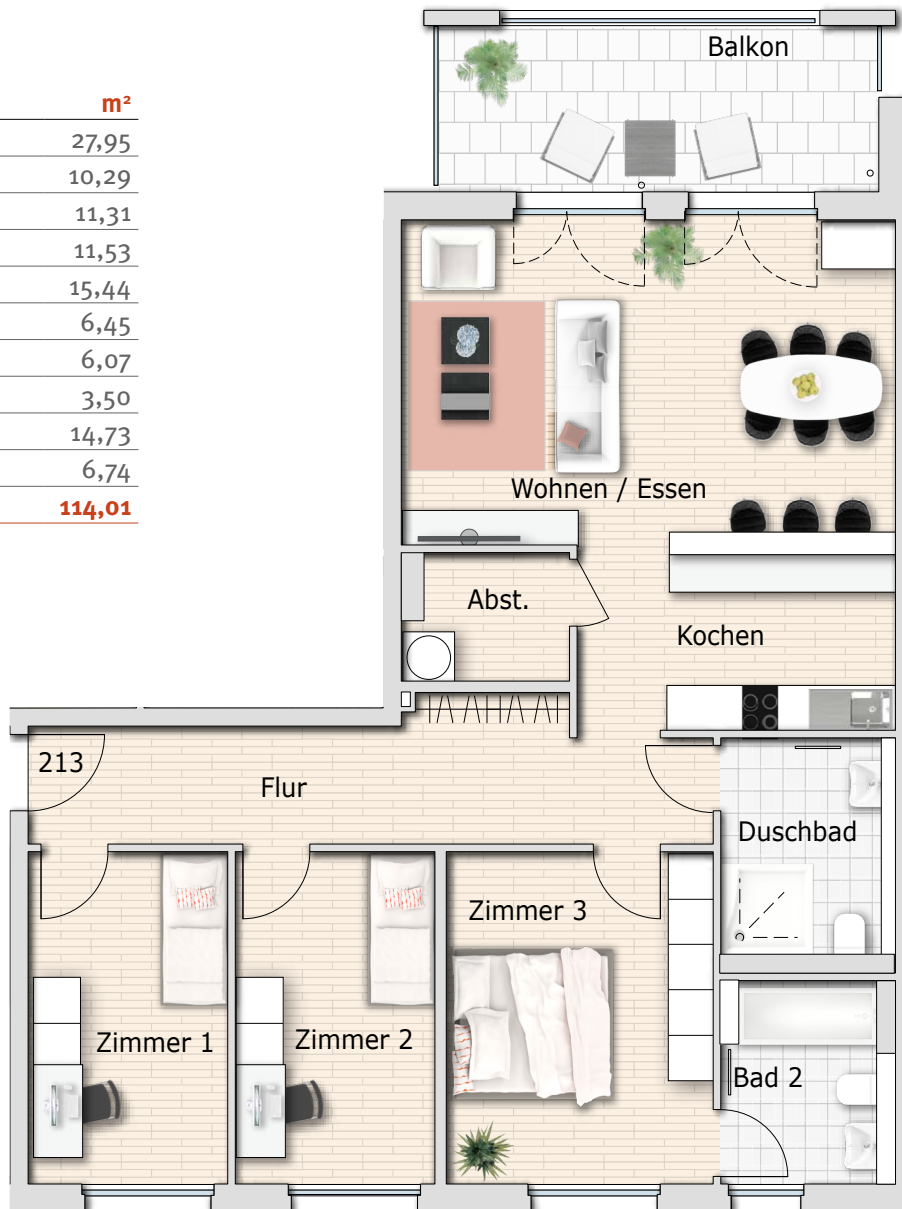 Balkon
m²
27,95
10,29
11,31
11,53
15,44
6,45
6,07
3,50
14,73
6,74
114,01
Wohnen / Essen
Abst.
Kochen
213
Flur
Duschbad
Zimmer 3
Zimmer 1
Zimmer 2
Bad 2